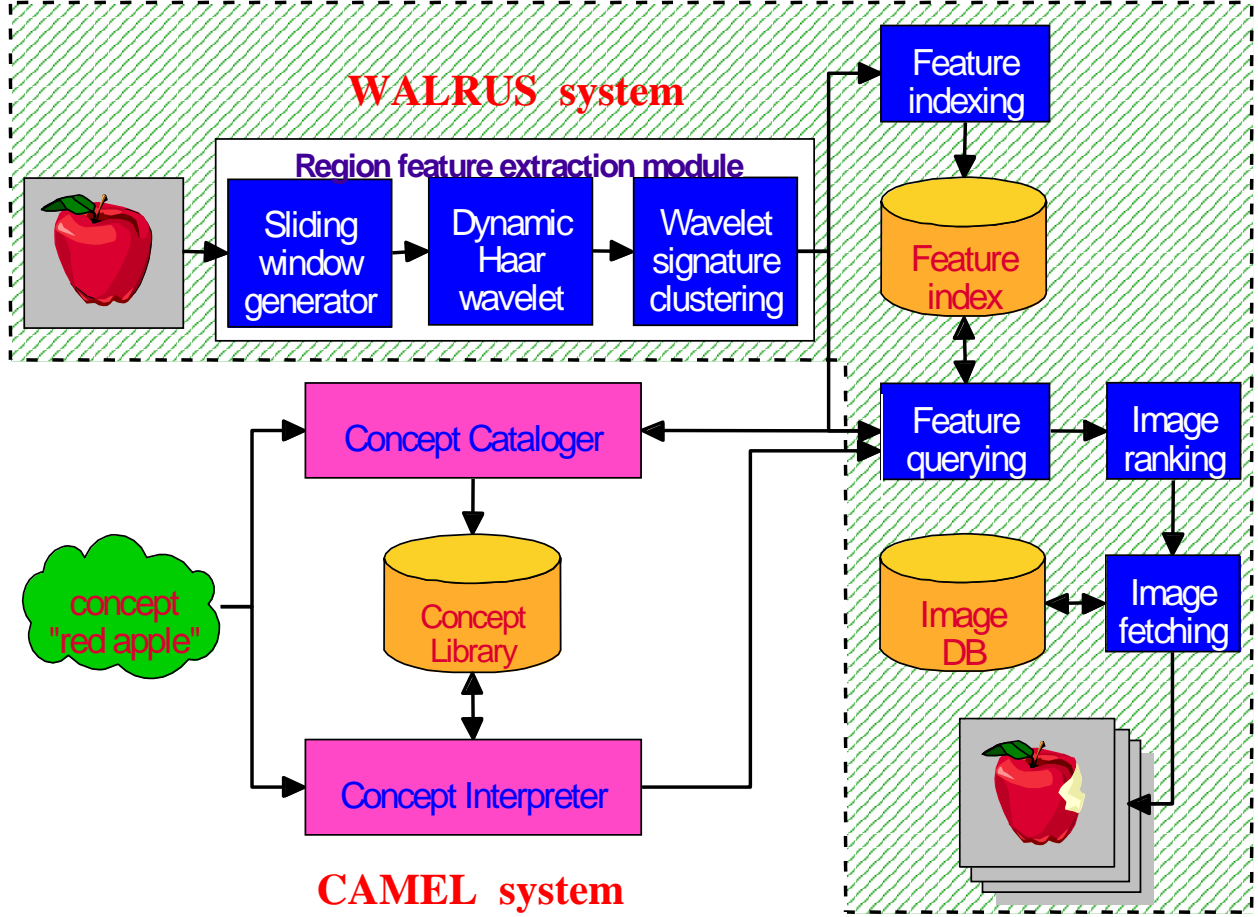 WALRUS system
Region feature extraction module
Sliding
window
generator
Dynamic
Haar
wavelet
Wavelet
signature
clustering
Feature
indexing
Feature
index
Feature
querying
Image
ranking
Image
DB
Image
fetching
Concept Cataloger
concept
"red apple"
Concept
Library
Concept Interpreter
CAMEL system